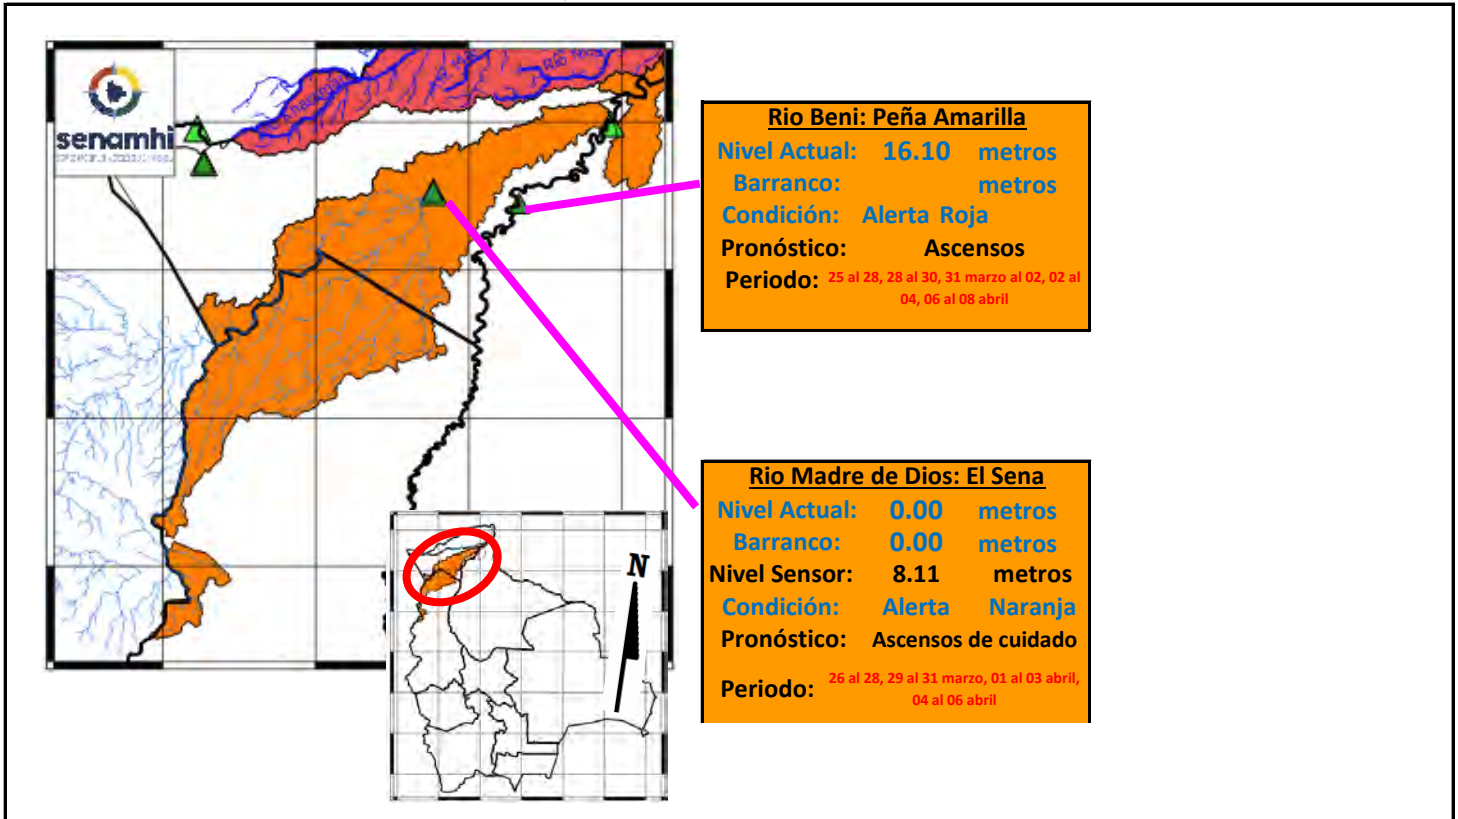 senamhi
Rio Beni: Peña Amarilla
Nivel Actual: 16.10 metros
Barranco: metros
Condición: Alerta Roja
Pronóstico: Ascensos
Periodo: 25 al 28, 28 al 30, 31 marzo al 02, 02 al
04, 06 al 08 abril
Rio Madre de Dios: El Sena
Nivel Actual: 0.00 metros
Barranco: 0.00 metros
Nivel Sensor: 8.11 metros
Condición: Alerta Naranja
Pronóstico: Ascensos de cuidado
Periodo: 26 al 28, 29 al 31 marzo, 01 al 03 abril,
04 al 06 abril
N